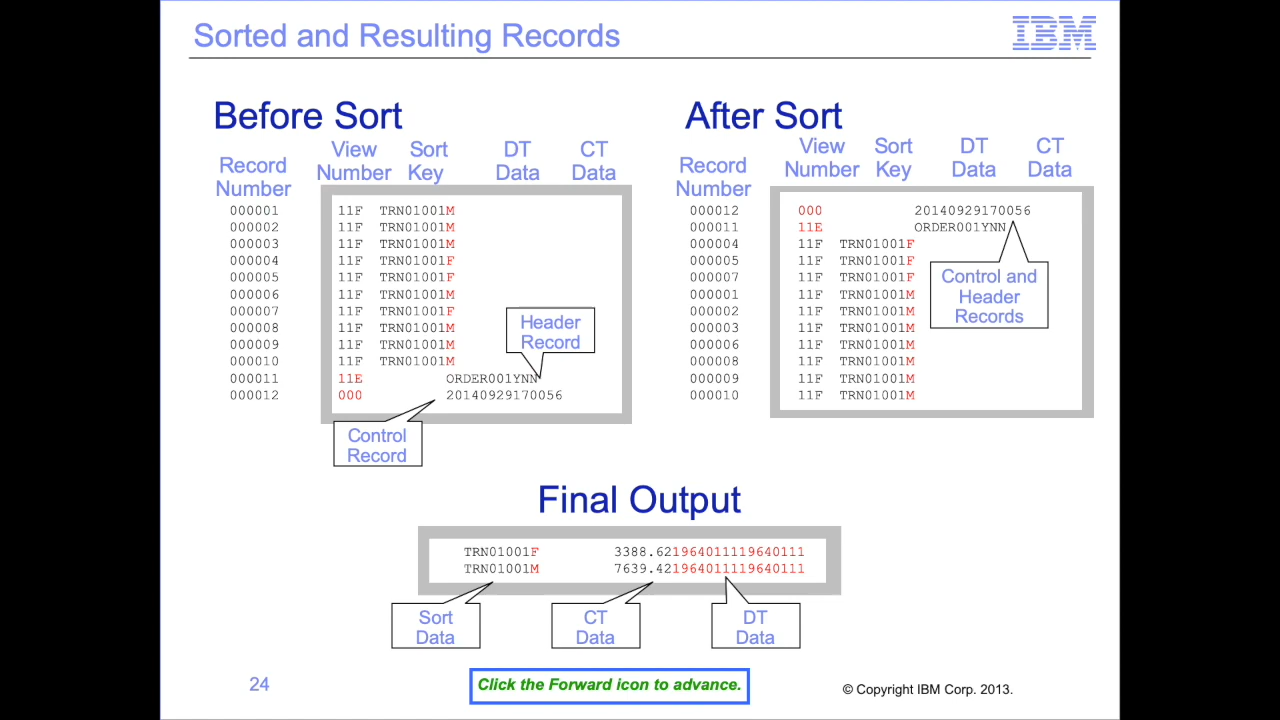 Sorted and Resulting Records
IBM
Before Sort
Record Number
View Number
Sort Key
DT Data
CT Data
000001 11F TRN01001M
000002 11F TRN01001M
000003 11F TRN01001M
000004 11F TRN01001F
000005 11F TRN01001F
000006 11F TRN01001M
000007 11F TRN01001F
000008 11F TRN01001M
000009 11F TRN01001M
000010 11F TRN01001M
000011 11E ORDER001YNN
000012 000 20140929170056
Header
Record
Control
Record
After Sort
Record Number
View Number
Sort Key
DT Data
CT Data
000012 000 20140929170056
000011 11E ORDER001YNN
000004 11F TRN01001F
000005 11F TRN01001F
000007 11F TRN01001F
000001 11F TRN01001M
000002 11F TRN01001M
000003 11F TRN01001M
000006 11F TRN01001M
000008 11F TRN01001M
000009 11F TRN01001M
000010 11F TRN01001M
Control and
Header
Records
Final Output
TRN01001F 3388.621964011119640111
TRN01001M 7639.421964011119640111
Sort
Data
CT
Data
DT
Data
24
Click the Forward icon to advance.
© Copyright IBM Corp. 2013.